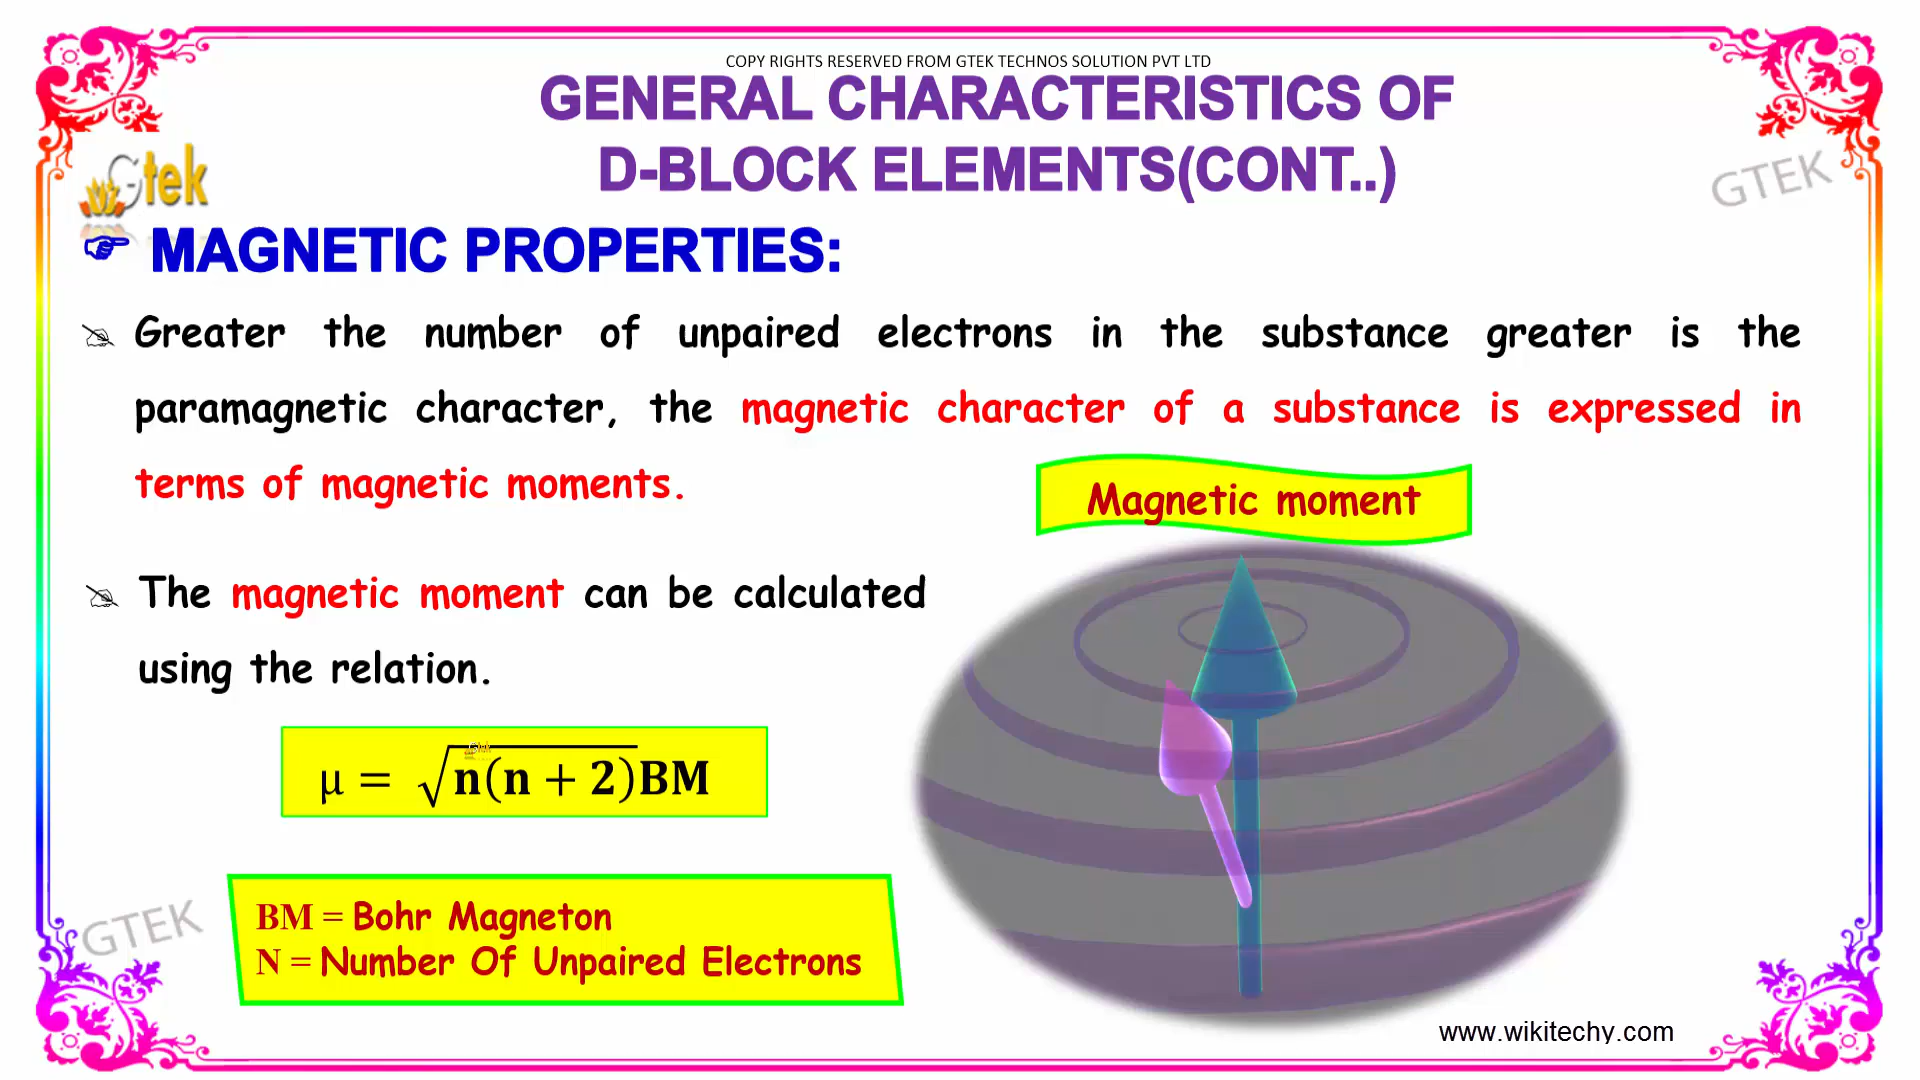 COPY RIGHTS RESERVED FROM GTEK TECHNOS SOLUTION PVT LTD
GENERAL CHARACTERISTICS OF
D-BLOCK ELEMENTS(CONT..)
Gtek
GTEK
MAGNETIC PROPERTIES:
Greater the number of unpaired electrons in the substance greater is the
paramagnetic character, the magnetic character of a substance is expressed in
terms of magnetic moments.
Magnetic moment
The magnetic moment can be calculated
using the relation.
μ = √n(n + 2)BM
Gtek
BM = Bohr Magneton
N = Number Of Unpaired Electrons
GTEK
www.wikitechy.com